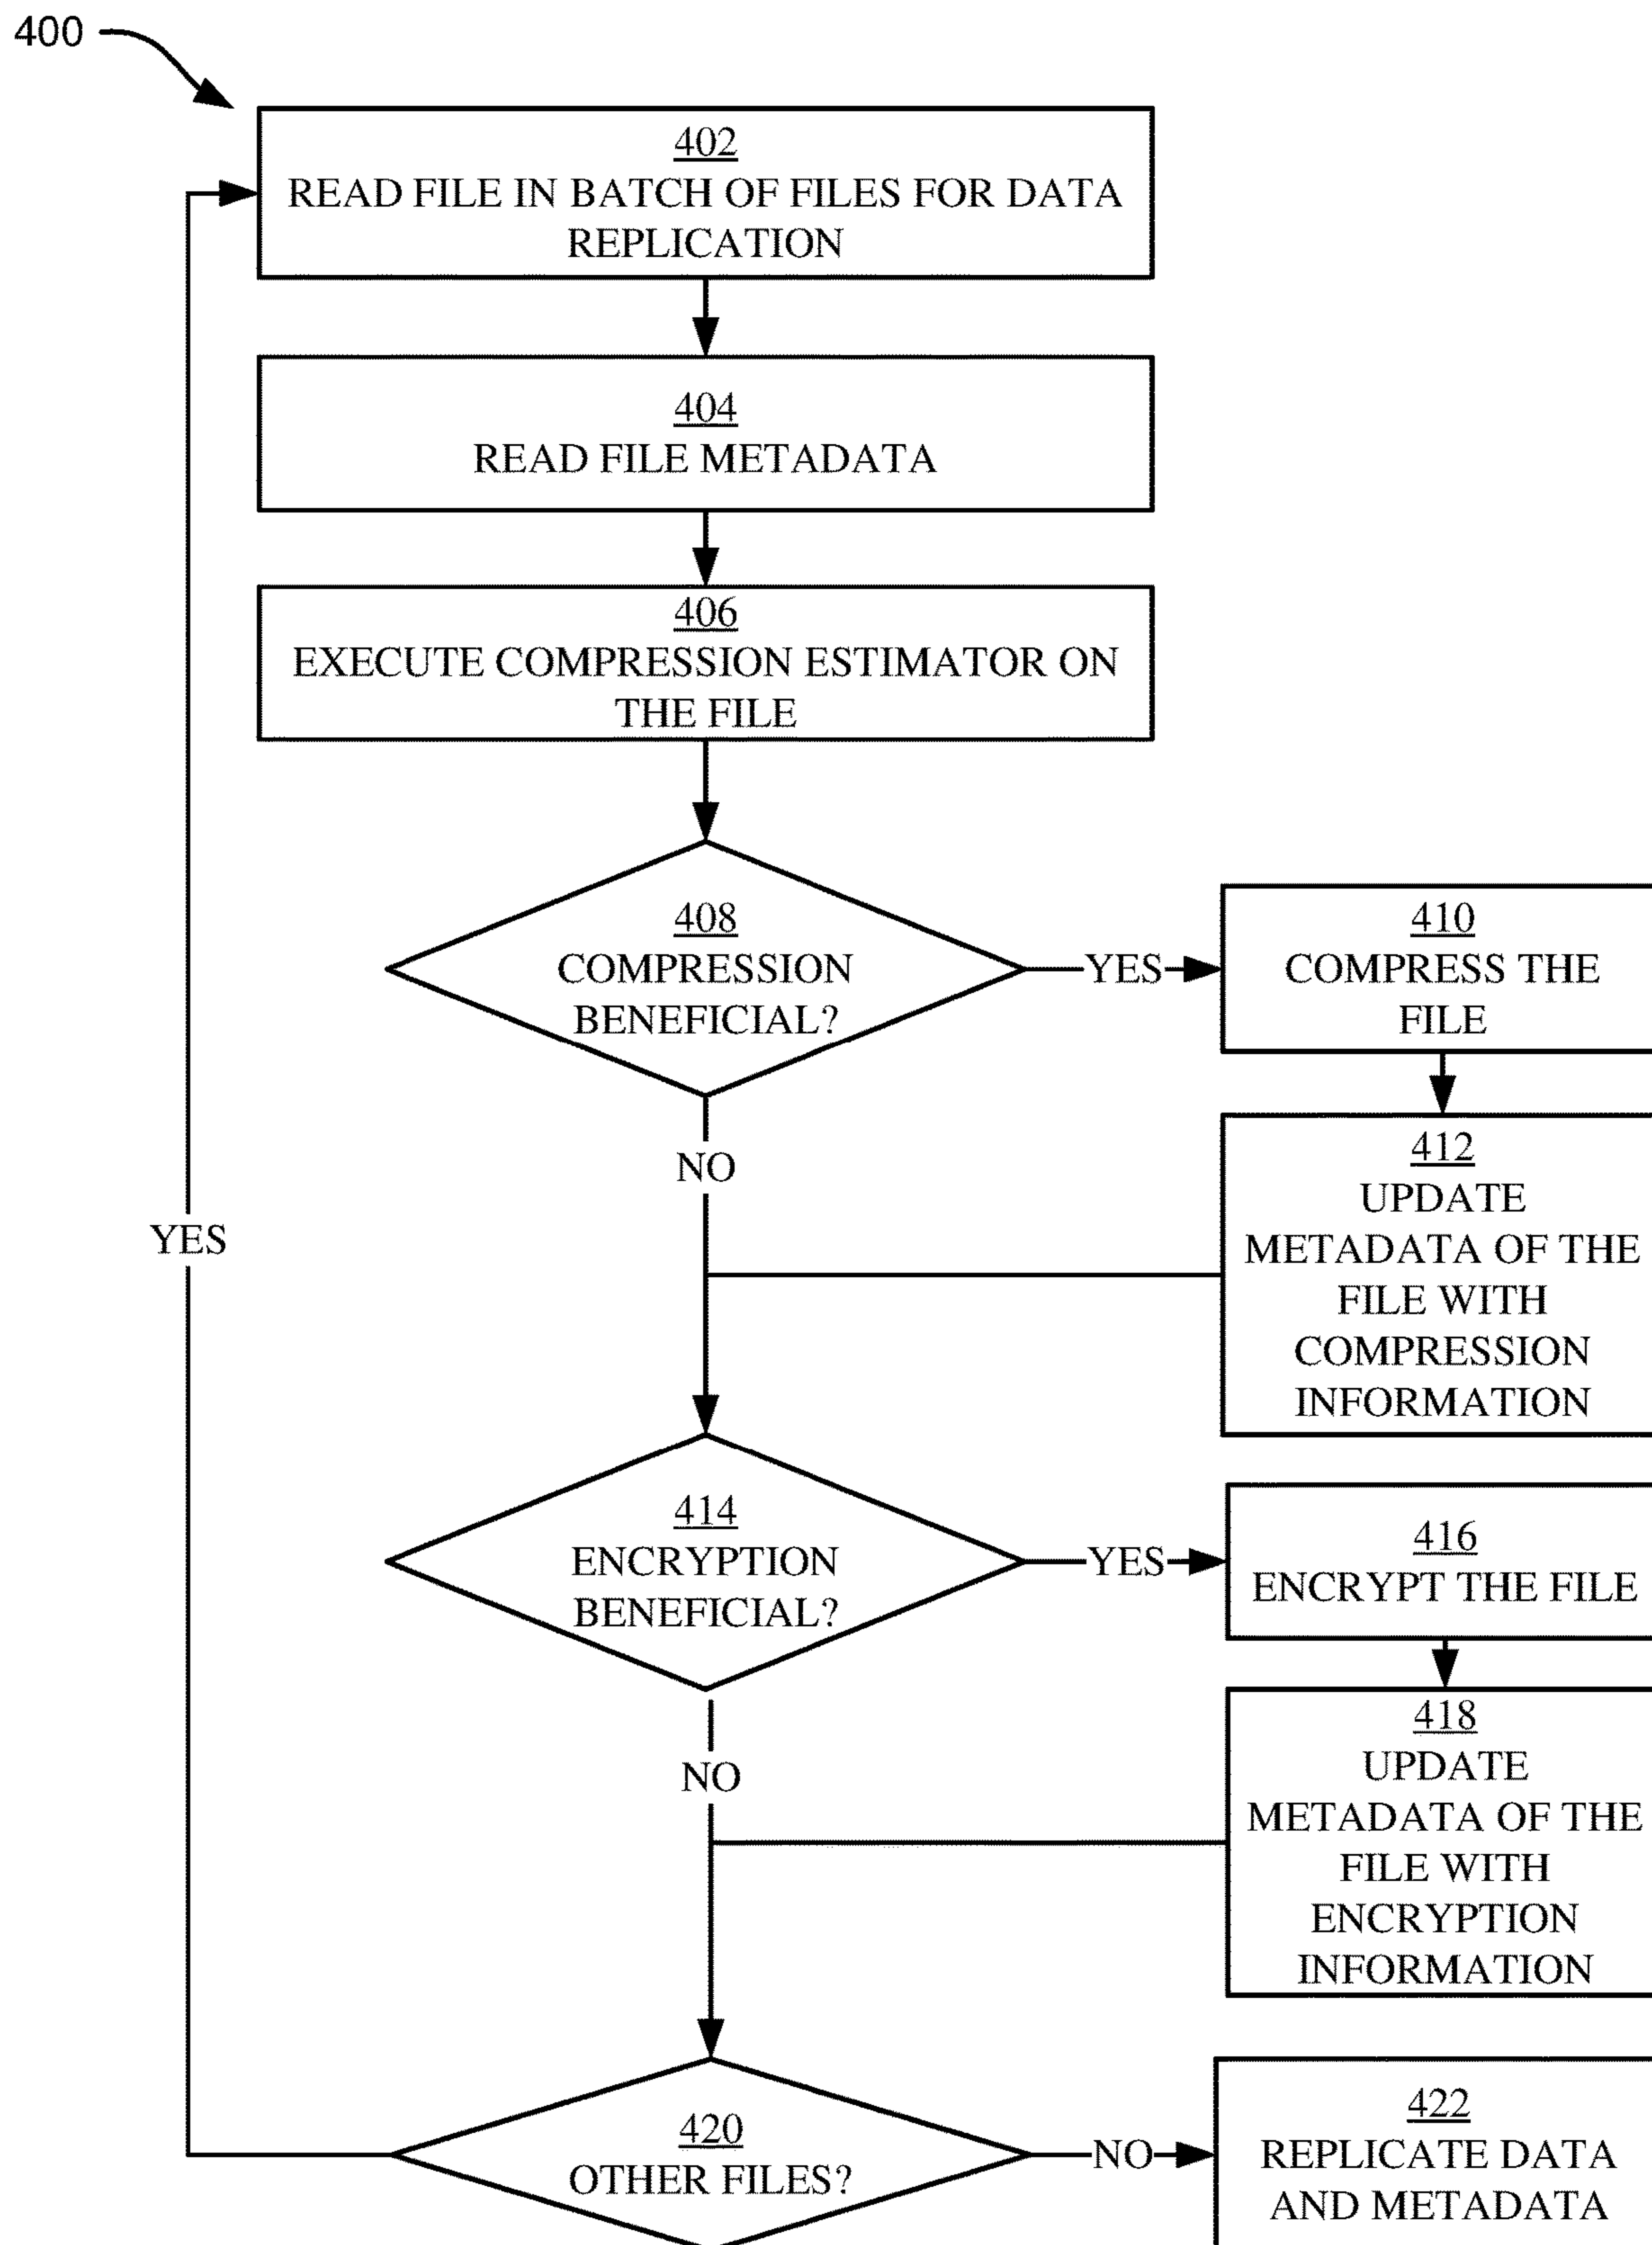 400
402
READ FILE IN BATCH OF FILES FOR DATA
REPLICATION
404
READ FILE METADATA
406
EXECUTE COMPRESSION ESTIMATOR ON
THE FILE
408
COMPRESSION
BENEFICIAL?
YES
410
COMPRESS THE
FILE
NO
412
UPDATE
METADATA OF THE
FILE WITH
COMPRESSION
INFORMATION
YES
414
ENCRYPTION
BENEFICIAL?
YES
416
ENCRYPT THE FILE
NO
418
UPDATE
METADATA OF THE
FILE WITH
ENCRYPTION
INFORMATION
420
OTHER FILES?
NO
422
REPLICATE DATA
AND METADATA